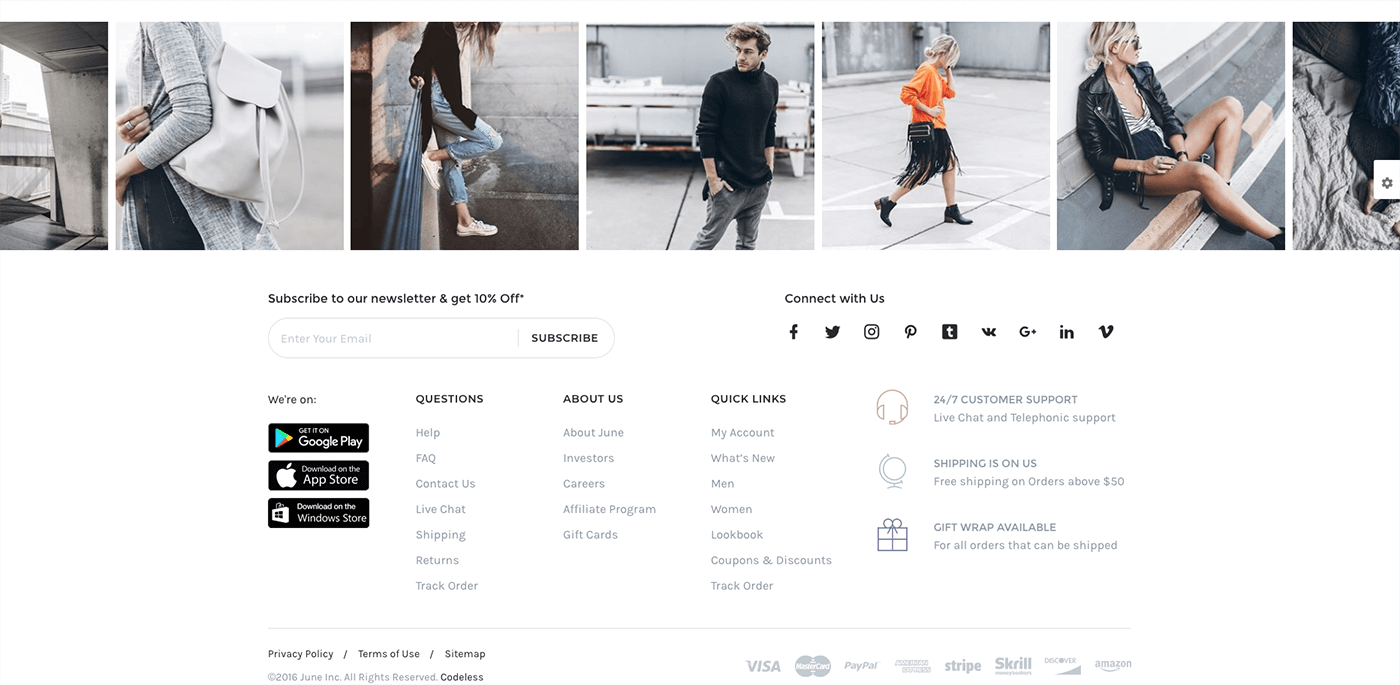 Subscribe to our newsletter & get 10% Off*
Enter Your Email
SUBSCRIBE
Connect with Us
We're on:
GET IT ON
Google Play
Download on the
App Store
Download on the
Windows Store
QUESTIONS
Help
FAQ
Contact Us
Live Chat
Shipping
Returns
Track Order
ABOUT US
About June
Investors
Careers
Affiliate Program
Gift Cards
QUICK LINKS
My Account
What's New
Men
Women
Lookbook
Coupons & Discounts
Track Order
24/7 CUSTOMER SUPPORT
Live Chat and Telephonic support
SHIPPING IS ON US
Free shipping on Orders above $50
GIFT WRAP AVAILABLE
For all orders that can be shipped
Privacy Policy / Terms of Use / Sitemap
©2016 June Inc. All Rights Reserved. Codeless
VISA
MasterCard
PayPal
AMERICAN
EXPRESS
stripe
Skrill
moneybookers
DISCOVER
amazon